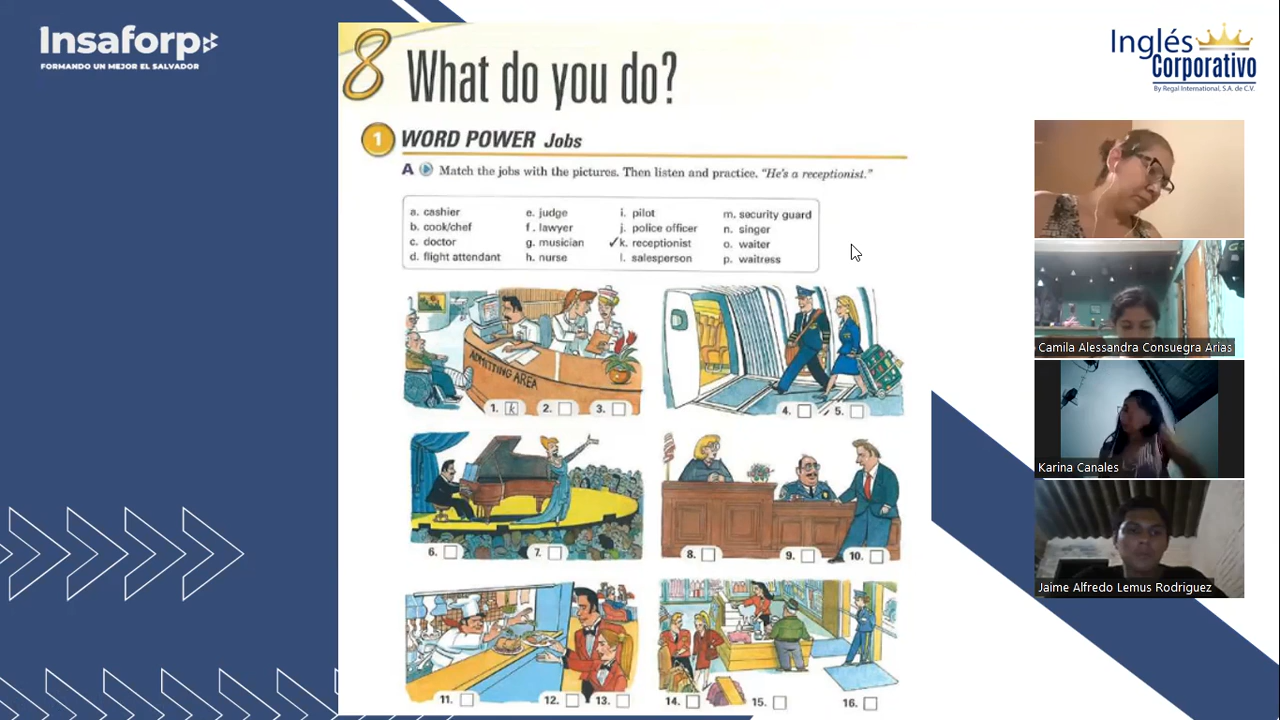 Insaforp
FORMANDO UN MEJOR EL SALVADOR
Inglés
Corporativo
By Regal International, S.A. de C.V.
8 What do you do?
1 WORD POWER Jobs
A Match the jobs with the pictures. Then listen and practice. "He's a receptionist."
a. cashier
b. cook/chef
c. doctor
d. flight attendant
e. judge
f. lawyer
g. musician
h. nurse
i. pilot
j. police officer
✓k. receptionist
l. salesperson
m. security guard
n. singer
o. waiter
p. waitress
ADMITTING AREA
1. k 2. 3.
4. 5.
6. 7.
8. 9. 10.
11. 12. 13.
14. 15. 16.
Camila Alessandra Consuegra Arias
Karina Canales
Jaime Alfredo Lemus Rodriguez